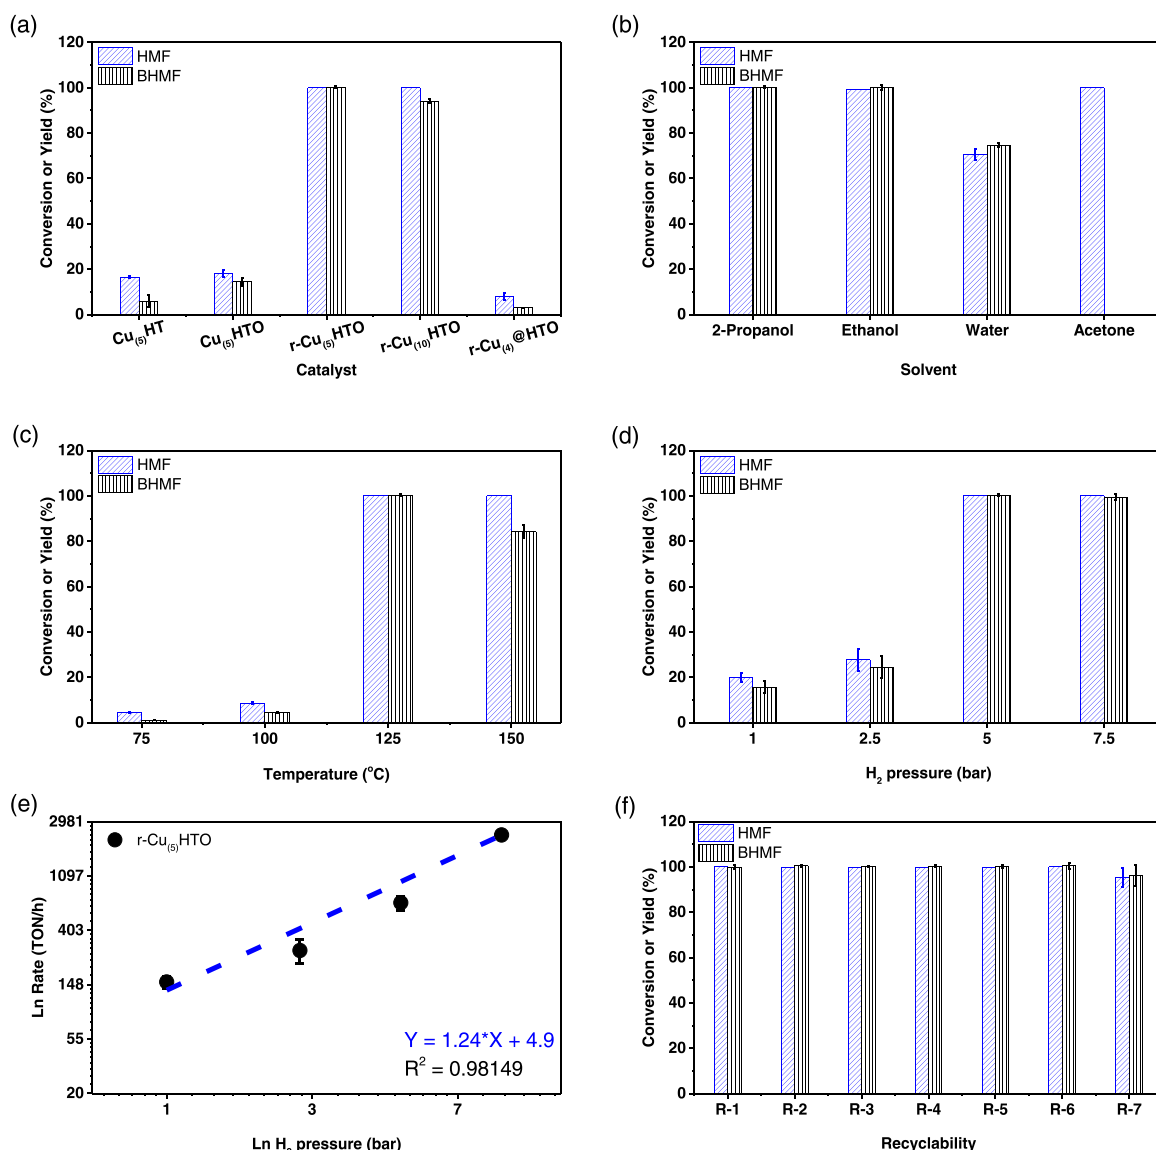 (a)
120
100
80
60
40
20
0
Conversion or Yield (%)
HMF
BHMF
Cu(5)HT
Cu(5)HTO
r-Cu(5)HTO
r-Cu(10)HTO
r-Cu(4)@HTO
Catalyst
(b)
120
100
80
60
40
20
0
Conversion or Yield (%)
HMF
BHMF
2-Propanol
Ethanol
Water
Acetone
Solvent
(c)
120
100
80
60
40
20
0
Conversion or Yield (%)
HMF
BHMF
75
100
125
150
Temperature (oC)
(d)
120
100
80
60
40
20
0
Conversion or Yield (%)
HMF
BHMF
1
2.5
5
7.5
H2 pressure (bar)
(e)
2981
1097
403
148
55
20
Ln Rate (TON/h)
r-Cu(5)HTO
Y = 1.24*X + 4.9
R2 = 0.98149
1
3
7
Ln H2 pressure (bar)
(f)
120
100
80
60
40
20
0
Conversion or Yield (%)
HMF
BHMF
R-1
R-2
R-3
R-4
R-5
R-6
R-7
Recyclability